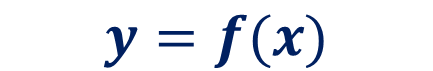 y = f(x)